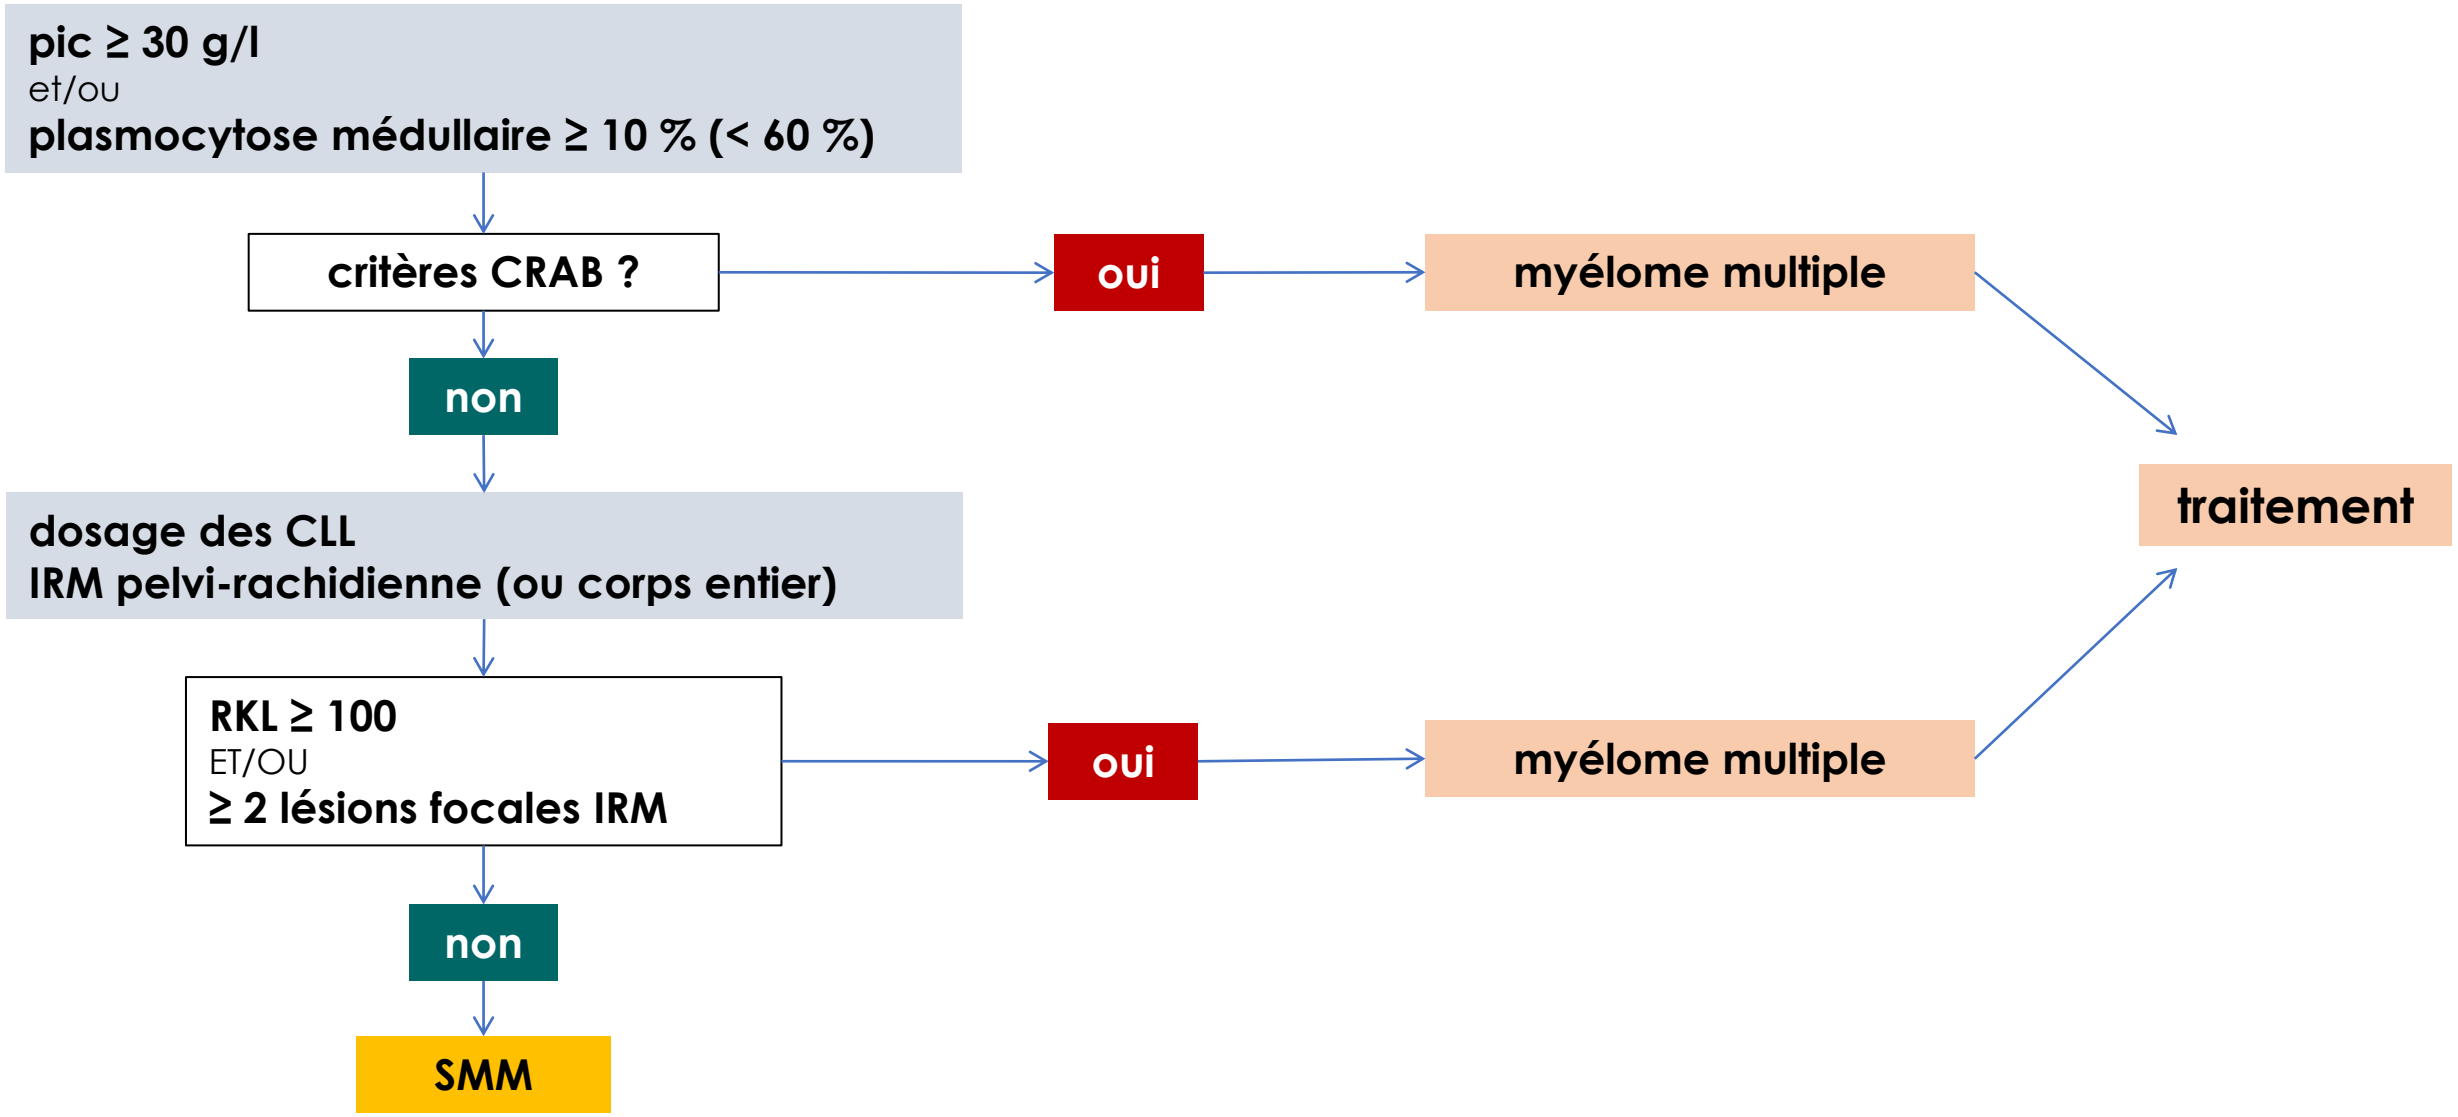 pic ≥ 30 g/l
et/ou
plasmocytose médullaire ≥ 10 % (< 60 %)
critères CRAB ?
oui
myélome multiple
non
traitement
dosage des CLL
IRM pelvi-rachidienne (ou corps entier)
RKL ≥ 100
ET/OU
≥ 2 lésions focales IRM
oui
myélome multiple
non
SMM